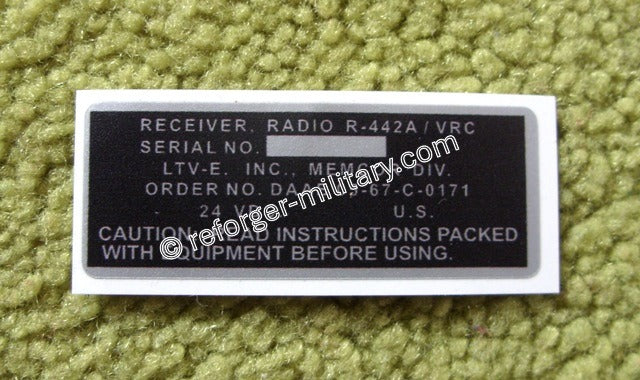 RECEIVER, RADIO R-442A/VRC
SERIAL NO.
LTV-E. INC., DIV.
ORDER NO. -67-C-0171
24 U.S.
CAUTION INSTRUCTIONS PACKED
WITH EQUIPMENT BEFORE USING.
© reforger-military.com